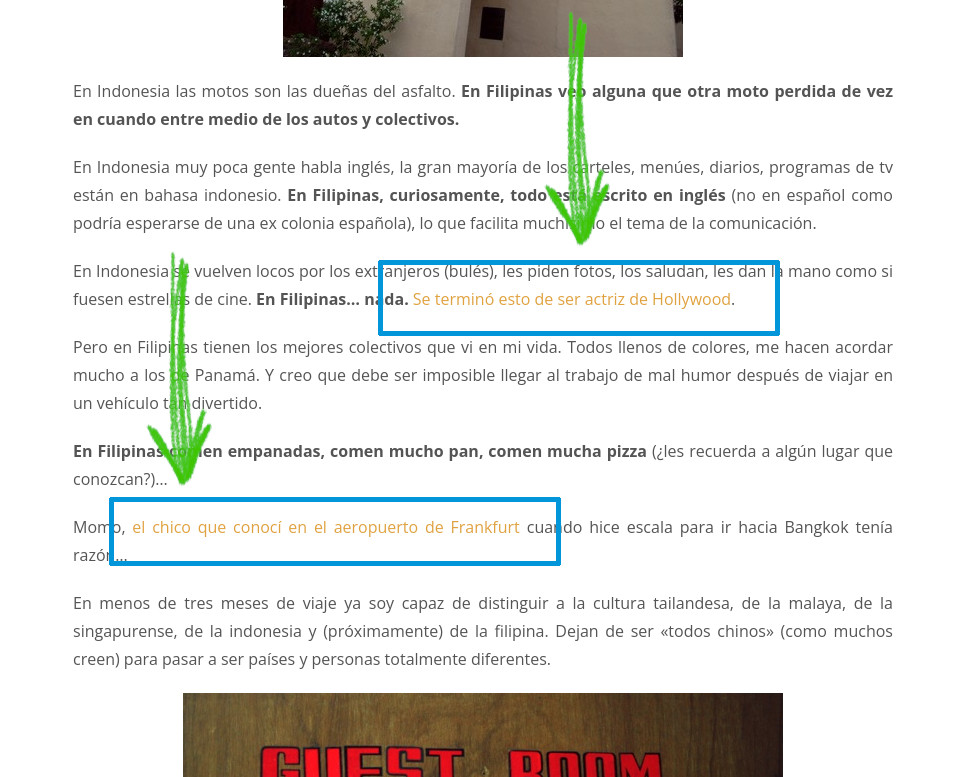 En Indonesia las motos son las dueñas del asfalto. En Filipinas veo alguna que otra moto perdida de vez
en cuando entre medio de los autos y colectivos.
En Indonesia muy poca gente habla inglés, la gran mayoría de los carteles, menúes, diarios, programas de tv
están en bahasa indonesio. En Filipinas, curiosamente, todo está escrito en inglés (no en español como
podría esperarse de una ex colonia española), lo que facilita muchísimo el tema de la comunicación.
En Indonesia se vuelven locos por los extranjeros (bulés), les piden fotos, los saludan, les dan la mano como si
fuesen estrellas de cine. En Filipinas... nada. Se terminó esto de ser actriz de Hollywood.
Pero en Filipinas tienen los mejores colectivos que vi en mi vida. Todos llenos de colores, me hacen acordar
mucho a los de Panamá. Y creo que debe ser imposible llegar al trabajo de mal humor después de viajar en
un vehículo tan divertido.
En Filipinas comen empanadas, comen mucho pan, comen mucha pizza (¿les recuerda a algún lugar que
conozcan?)...
Momo, el chico que conocí en el aeropuerto de Frankfurt cuando hice escala para ir hacia Bangkok tenía
razón...
En menos de tres meses de viaje ya soy capaz de distinguir a la cultura tailandesa, de la malaya, de la
singapurense, de la indonesia y (próximamente) de la filipina. Dejan de ser «todos chinos» (como muchos
creen) para pasar a ser países y personas totalmente diferentes.
GUEST ROOM